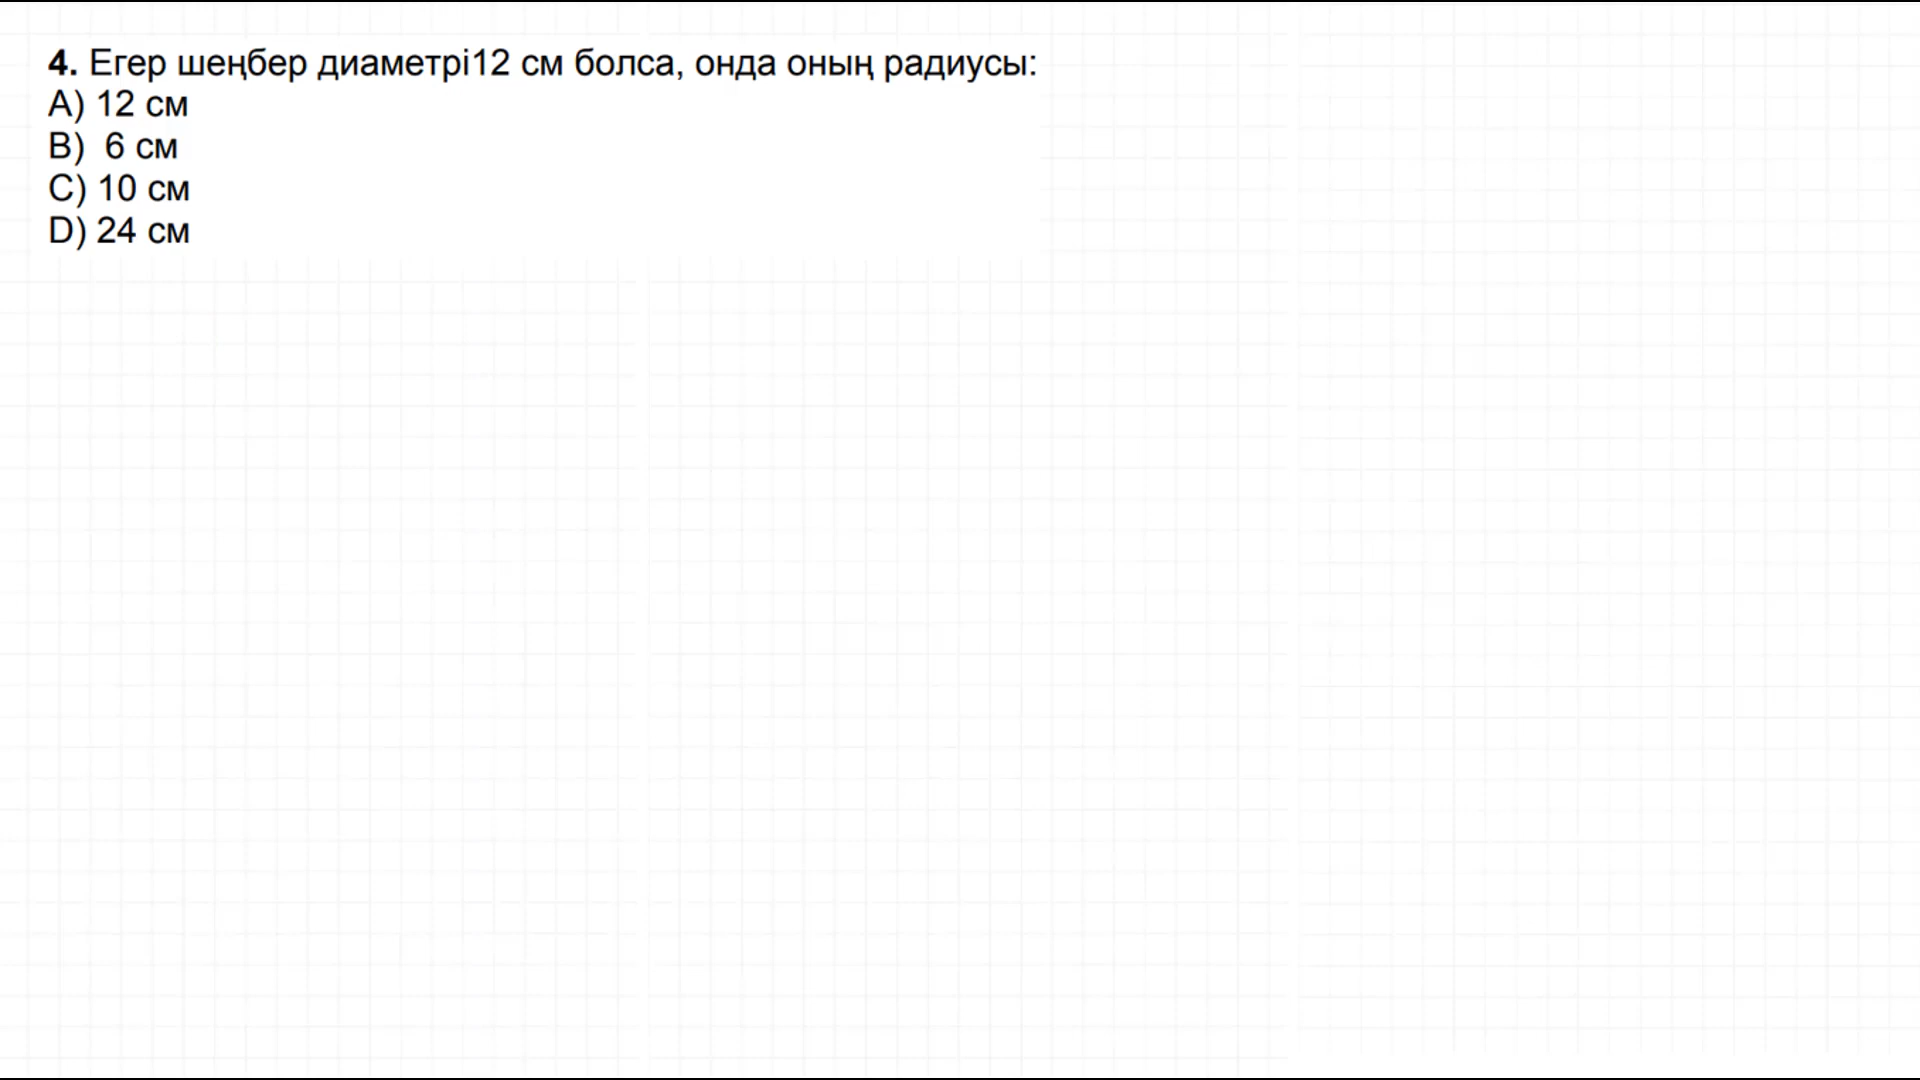 4. Егер шеңбер диаметрі12 см болса, онда оның радиусы:
A) 12 см
B) 6 см
C) 10 см
D) 24 см